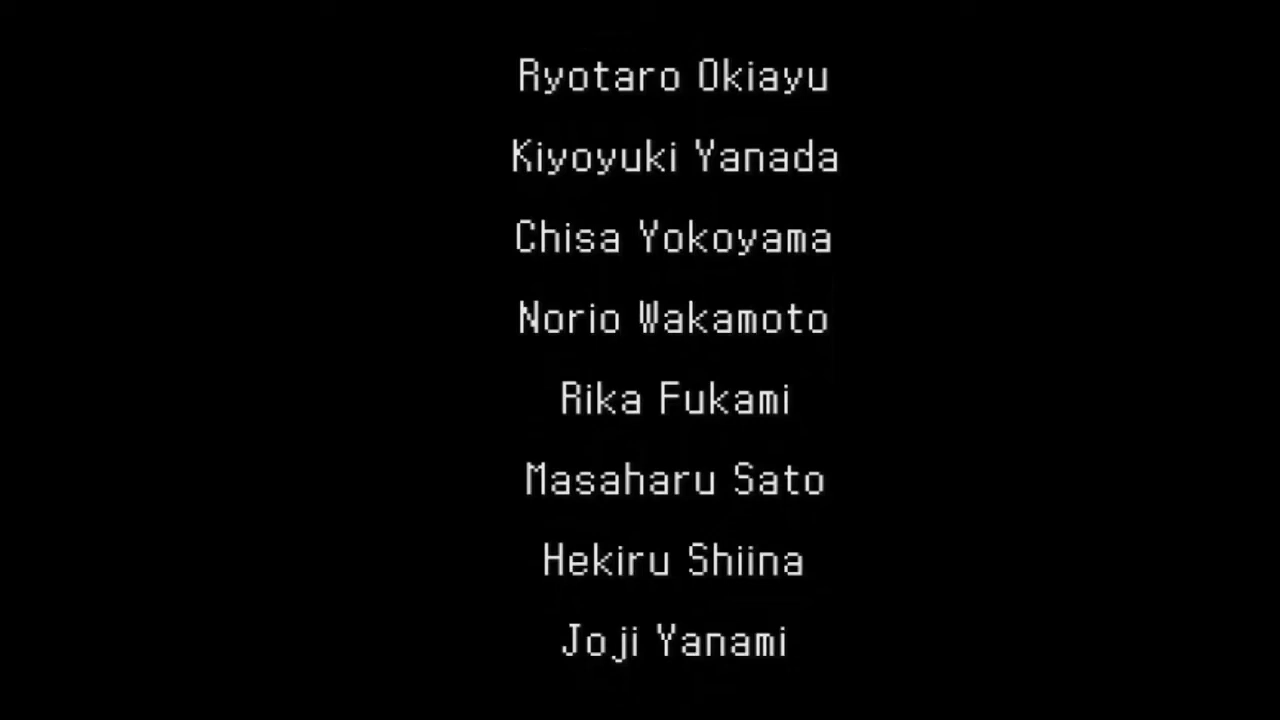 Ryotaro Okiayu
Kiyoyuki Yanada
Chisa Yokoyama
Norio Wakamoto
Rika Fukami
Masaharu Sato
Hekiru Shiina
Joji Yanami